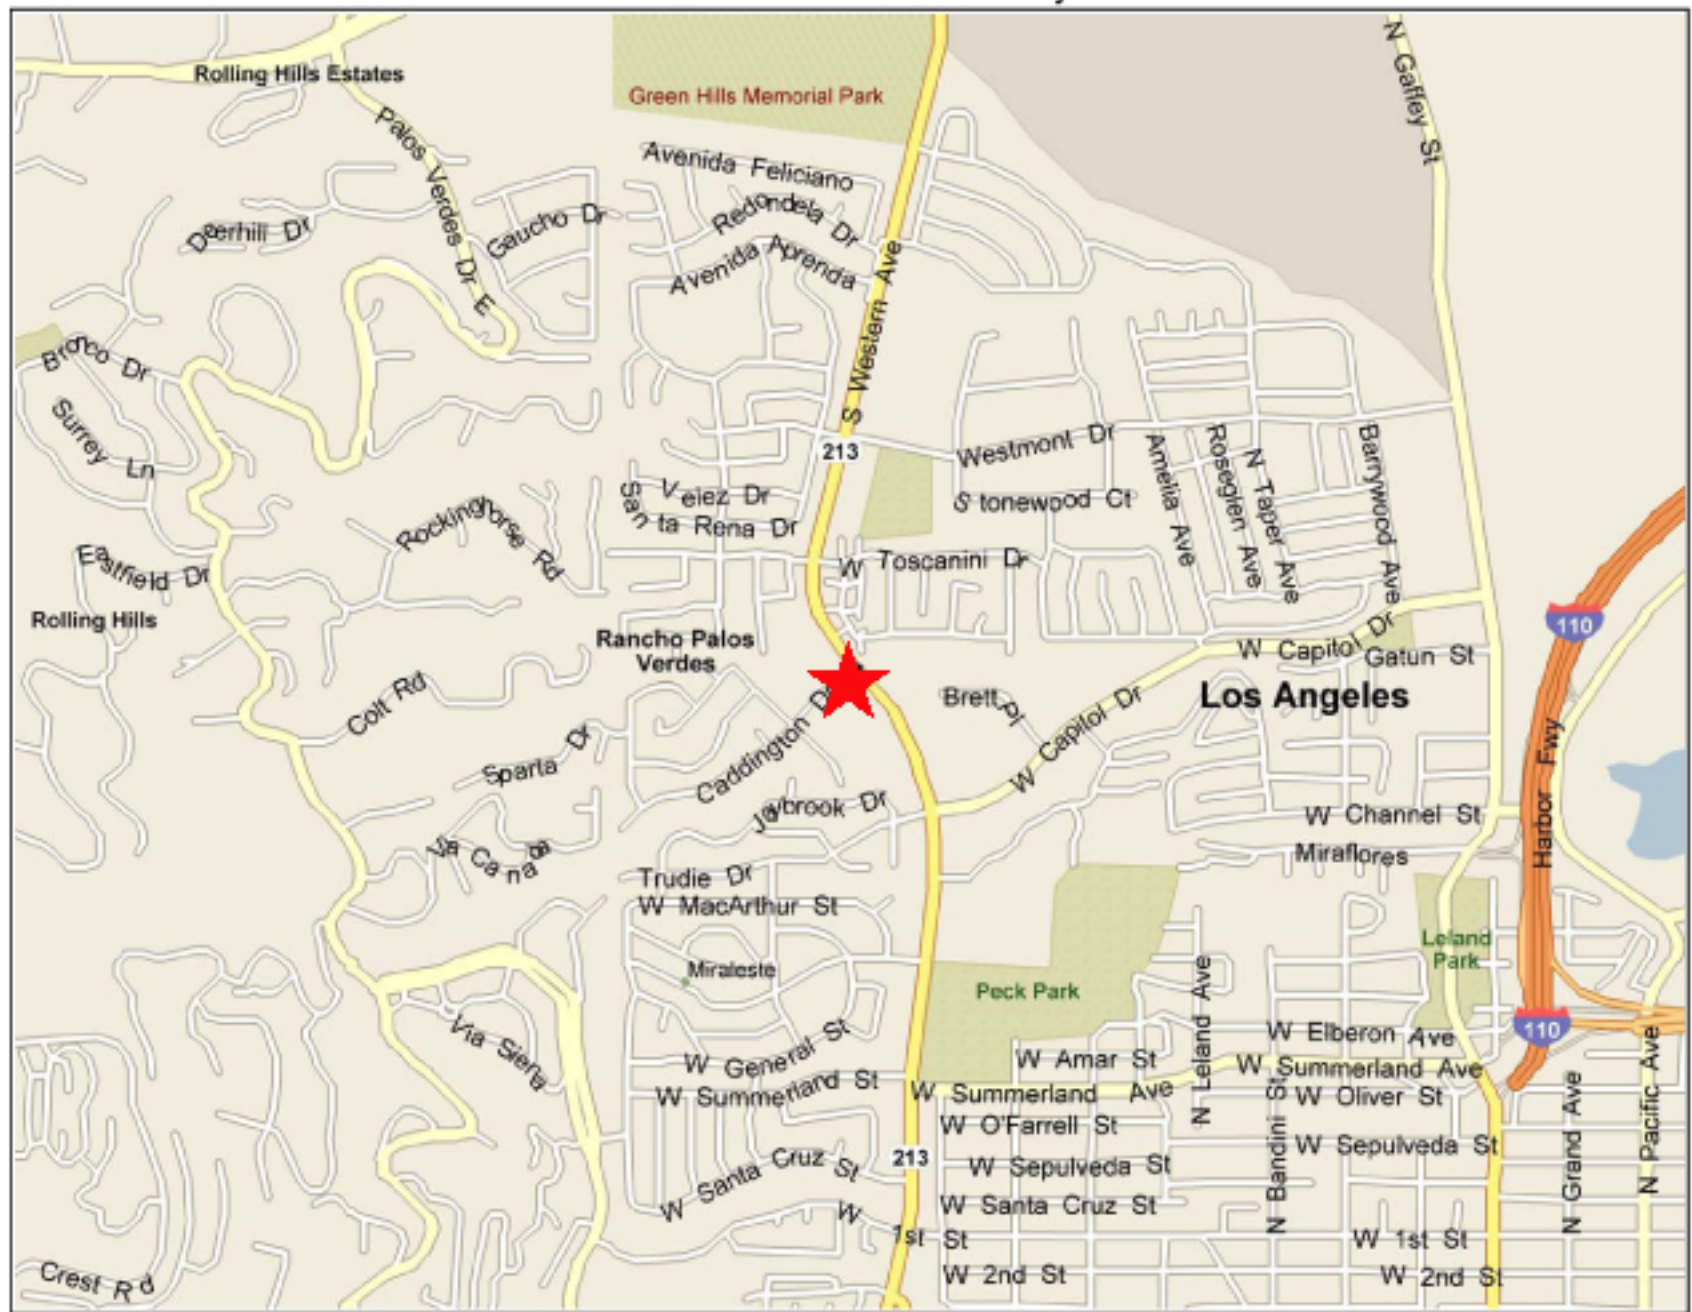 Rolling Hills Estates
Green Hills Memorial Park
N Gaffey St
Palos Verdes Dr E
Avenida Feliciano
Redondela Dr
Gaucho Dr
Deerhill Dr
Avenida Aprenda
S Western Ave
Bronco Dr
Surrey Ln
213
Westmont Dr
Amelia Ave
Roseglen Ave
N Taper Ave
Barrywood Ave
Velez Dr
Santa Rena Dr
Stonewood Ct
Rockinghorse Rd
W Toscanini Dr
Eastfield Dr
Rolling Hills
110
Rancho Palos
Verdes
W Capitol Dr
Gatun St
Los Angeles
Colt Rd
Brett Pl
W Capitol Dr
Caddington Dr
Sparta Dr
Harbor Fwy
Joybrook Dr
W Channel St
Miraflores
Va Canada
Trudie Dr
W MacArthur St
Leland
Park
Miraleste
Peck Park
N Leland Ave
Via Siena
W General St
W Elberon Ave
110
W Amar St
W Summerland Ave
W Summerland St
W Summerland Ave
W Oliver St
N Bandini St
N Grand Ave
N Pacific Ave
W O'Farrell St
W Sepulveda St
213
W Sepulveda St
W Santa Cruz St
W Santa Cruz St
W 1st St
W 1st St
W 2nd St
W 2nd St
Crest Rd